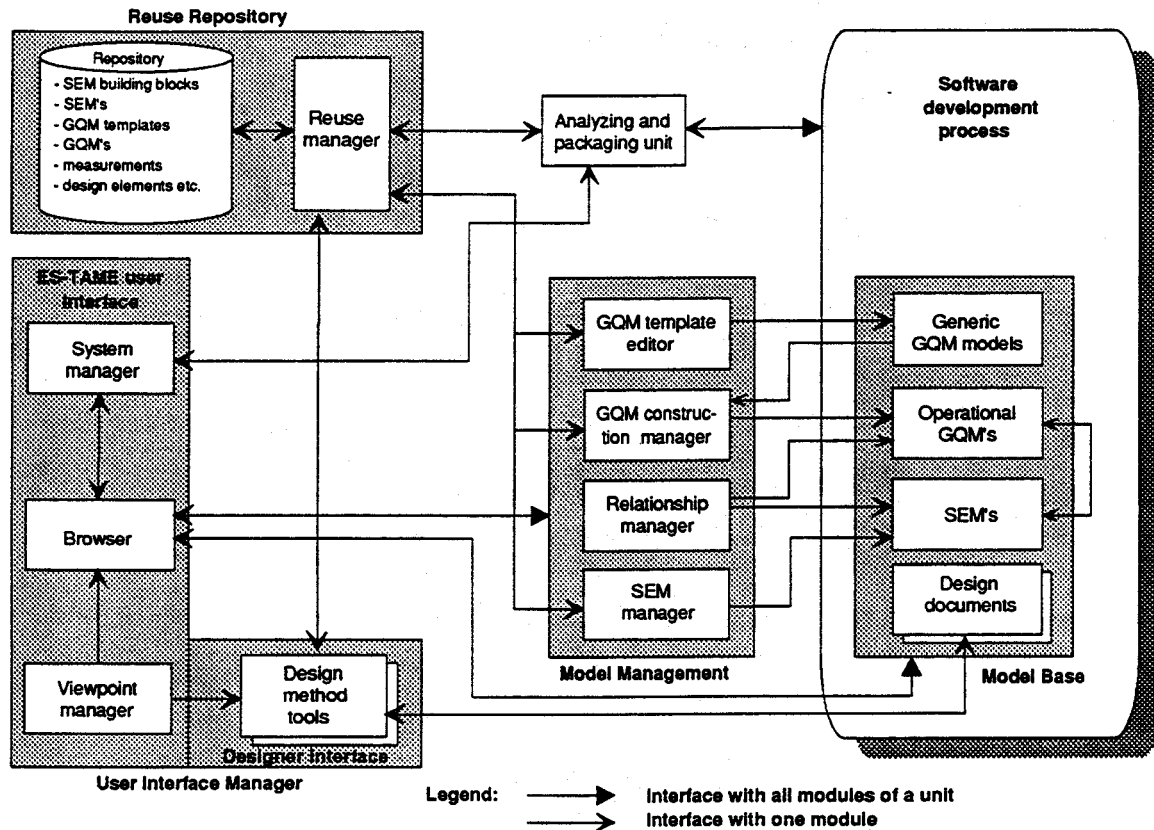 Reuse Repository
Repository
- SEM building blocks
- SEM's
- GQM templates
- GQM's
- measurements
- design elements etc.
Reuse
manager
Analyzing and
packaging unit
Software
development
process
ES-TAME user
interface
System
manager
Browser
Viewpoint
manager
Design
method
tools
Designer Interface
User Interface Manager
GQM template
editor
GQM construc-
tion manager
Relationship
manager
SEM
manager
Model Management
Generic
GQM models
Operational
GQM's
SEM's
Design
documents
Model Base
Legend:
Interface with all modules of a unit
Interface with one module